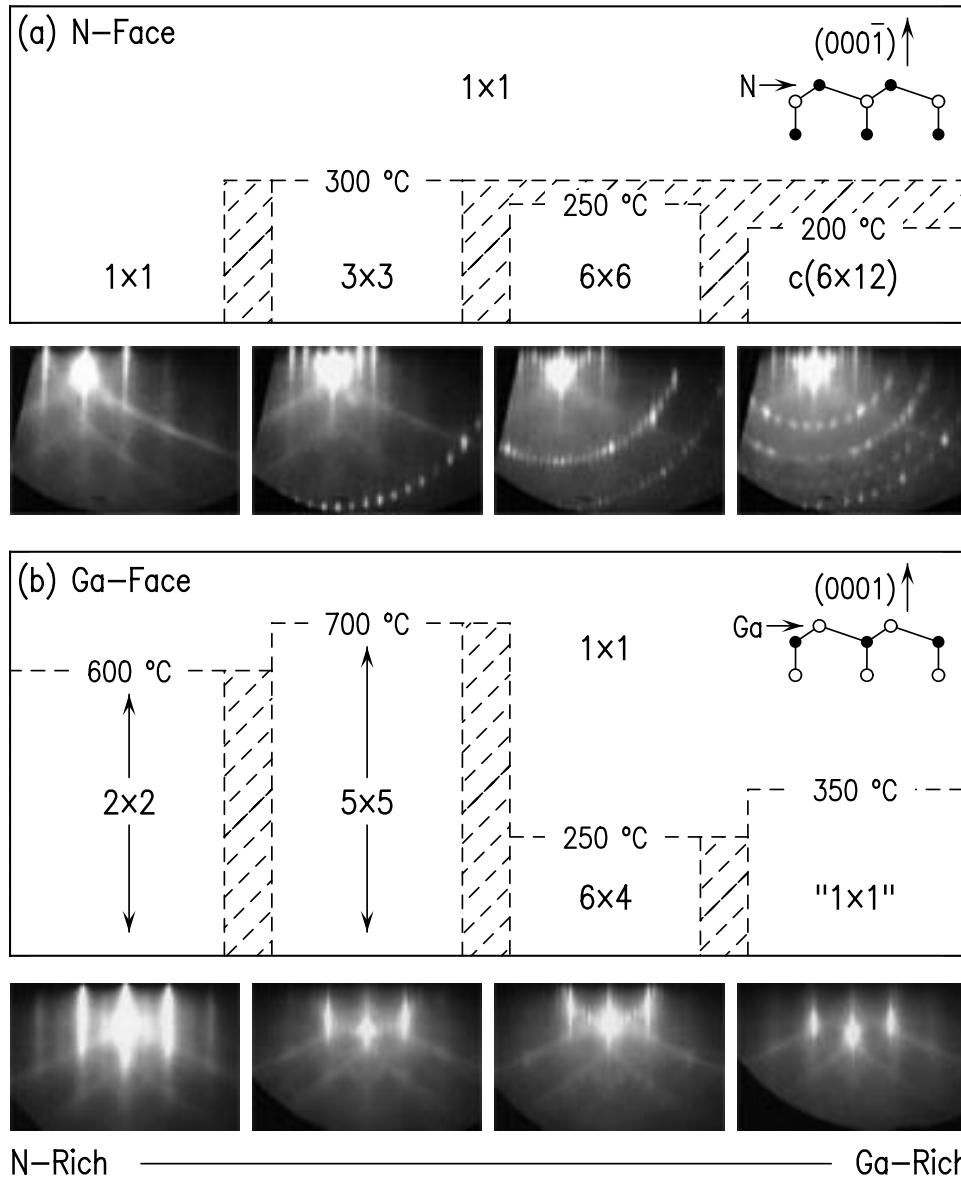 (a) N–Face
(0001̄)
1×1
N
300 °C
250 °C
200 °C
1×1
3×3
6×6
c(6×12)
(b) Ga–Face
(0001)
700 °C
Ga
1×1
600 °C
350 °C
2×2
5×5
250 °C
6×4
"1×1"
N–Rich
Ga–Rich